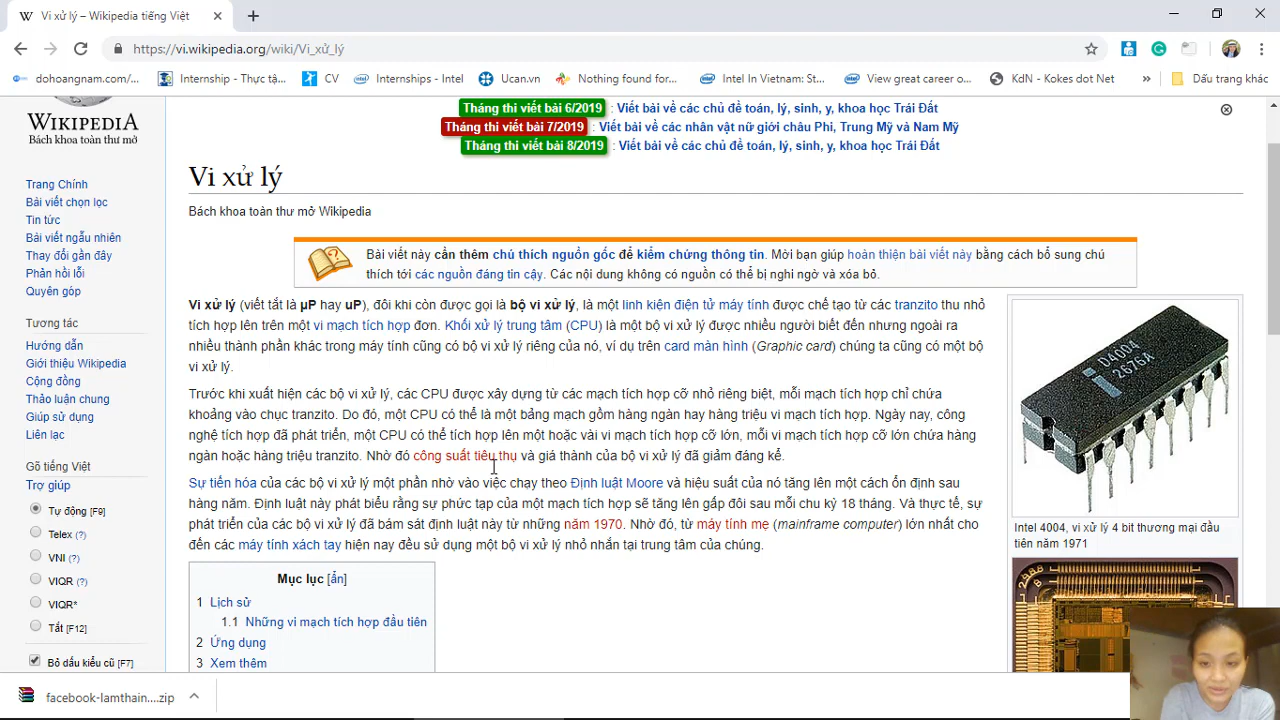 Vi xử lý – Wikipedia tiếng Việt
https://vi.wikipedia.org/wiki/Vi_xử_lý
dohoangnam.com/... Internship - Thực tậ... CV Internships - Intel Ucan.vn Nothing found for... Intel In Vietnam: St... View great career o... KdN - Kokes dot Net » Dấu trang khác
Tháng thi viết bài 6/2019 : Viết bài về các chủ đề toán, lý, sinh, y, khoa học Trái Đất
Tháng thi viết bài 7/2019 : Viết bài về các nhân vật nữ giới châu Phi, Trung Mỹ và Nam Mỹ
Tháng thi viết bài 8/2019 : Viết bài về các chủ đề toán, lý, sinh, y, khoa học Trái Đất
WIKIPEDIA
Bách khoa toàn thư mở
Trang Chính
Bài viết chọn lọc
Tin tức
Bài viết ngẫu nhiên
Thay đổi gần đây
Phản hồi lỗi
Quyên góp
Tương tác
Hướng dẫn
Giới thiệu Wikipedia
Cộng đồng
Thảo luận chung
Giúp sử dụng
Liên lạc
Gõ tiếng Việt
Trợ giúp
Tự động [F9]
Telex (?)
VNI (?)
VIQR (?)
VIQR*
Tắt [F12]
Bỏ dấu kiểu cũ [F7]
Vi xử lý
Bách khoa toàn thư mở Wikipedia
Bài viết này cần thêm chú thích nguồn gốc để kiểm chứng thông tin. Mời bạn giúp hoàn thiện bài viết này bằng cách bổ sung chú
thích tới các nguồn đáng tin cậy. Các nội dung không có nguồn có thể bị nghi ngờ và xóa bỏ.
Vi xử lý (viết tắt là µP hay uP), đôi khi còn được gọi là bộ vi xử lý, là một linh kiện điện tử máy tính được chế tạo từ các tranzito thu nhỏ
tích hợp lên trên một vi mạch tích hợp đơn. Khối xử lý trung tâm (CPU) là một bộ vi xử lý được nhiều người biết đến nhưng ngoài ra
nhiều thành phần khác trong máy tính cũng có bộ vi xử lý riêng của nó, ví dụ trên card màn hình (Graphic card) chúng ta cũng có một bộ
vi xử lý.
Trước khi xuất hiện các bộ vi xử lý, các CPU được xây dựng từ các mạch tích hợp cỡ nhỏ riêng biệt, mỗi mạch tích hợp chỉ chứa
khoảng vào chục tranzito. Do đó, một CPU có thể là một bảng mạch gồm hàng ngàn hay hàng triệu vi mạch tích hợp. Ngày nay, công
nghệ tích hợp đã phát triển, một CPU có thể tích hợp lên một hoặc vài vi mạch tích hợp cỡ lớn, mỗi vi mạch tích hợp cỡ lớn chứa hàng
ngàn hoặc hàng triệu tranzito. Nhờ đó công suất tiêu thụ và giá thành của bộ vi xử lý đã giảm đáng kể.
Sự tiến hóa của các bộ vi xử lý một phần nhờ vào việc chạy theo Định luật Moore và hiệu suất của nó tăng lên một cách ổn định sau
hàng năm. Định luật này phát biểu rằng sự phức tạp của một mạch tích hợp sẽ tăng lên gấp đôi sau mỗi chu kỳ 18 tháng. Và thực tế, sự
phát triển của các bộ vi xử lý đã bám sát định luật này từ những năm 1970. Nhờ đó, từ máy tính mẹ (mainframe computer) lớn nhất cho
đến các máy tính xách tay hiện nay đều sử dụng một bộ vi xử lý nhỏ nhắn tại trung tâm của chúng.
Mục lục [ẩn]
1 Lịch sử
1.1 Những vi mạch tích hợp đầu tiên
2 Ứng dụng
3 Xem thêm
i D4004
2676A
Intel 4004, vi xử lý 4 bit thương mại đầu
tiên năm 1971
facebook-lamthain....zip